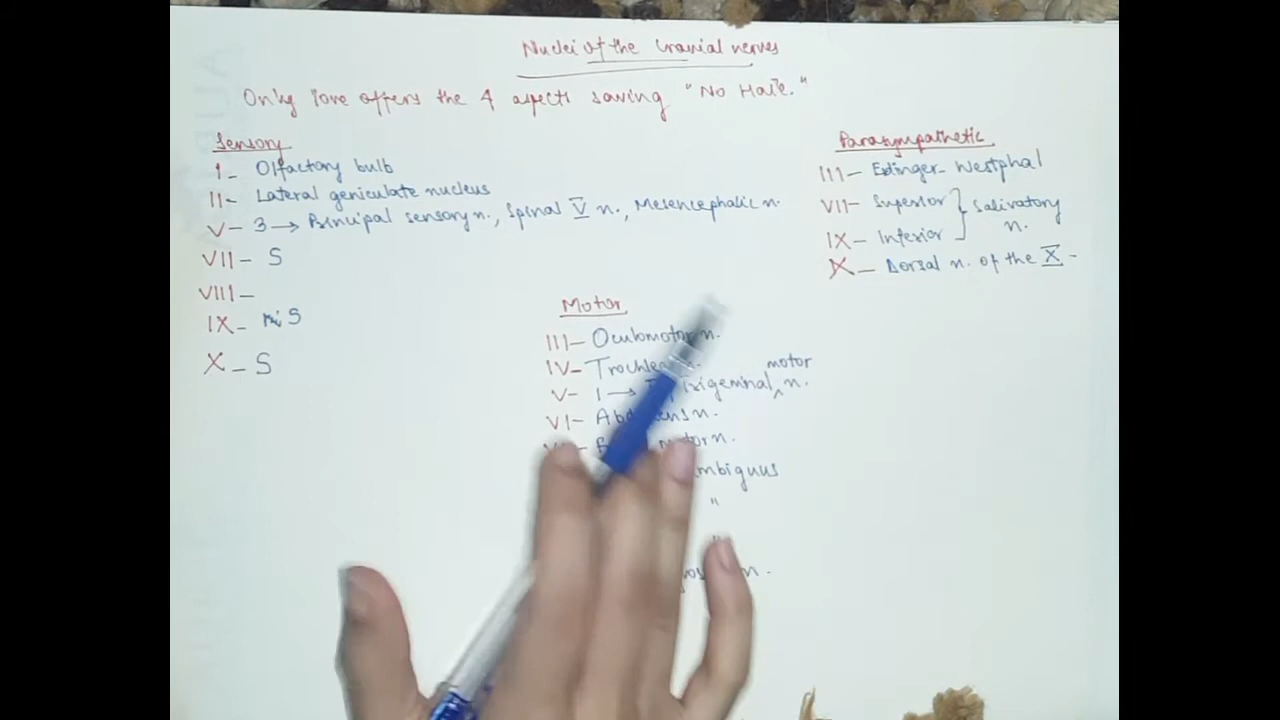 Nuclei of the Cranial nerves
Only love offers the 4 aspects saving "No Hate."
Sensory
I- Olfactory bulb
II- Lateral geniculate nucleus
V- 3 → Principal sensory n., Spinal V n., Mesencephalic n.
VII- S
VIII-
IX- S
X- S
Parasympathetic
III- Edinger-Westphal
VII- Superior } Salivatory
IX- Inferior } n.
X- Dorsal n. of the X -
Motor
III- Oculomotor n.
IV- n.
motor
V- 1 → Trigeminal ^ n.
VI- n.
motor n.
mbiguus
"
"
n.